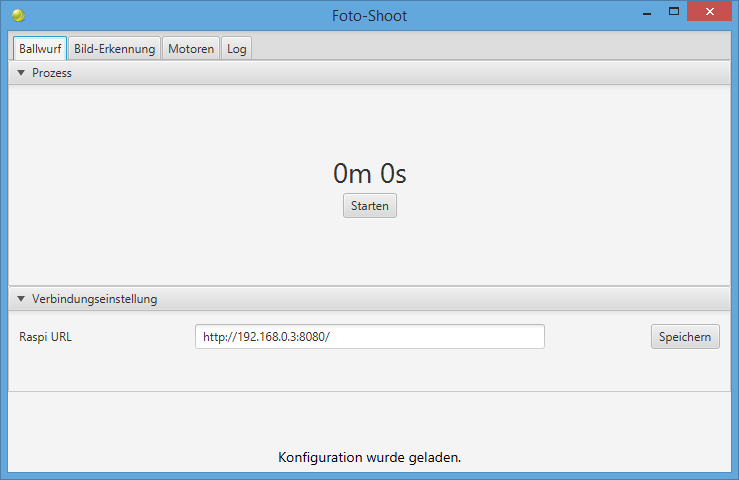 Foto-Shoot
Ballwurf Bild-Erkennung Motoren Log
Prozess
0m 0s
Starten
Verbindungseinstellung
Raspi URL http://192.168.0.3:8080/ Speichern
Konfiguration wurde geladen.